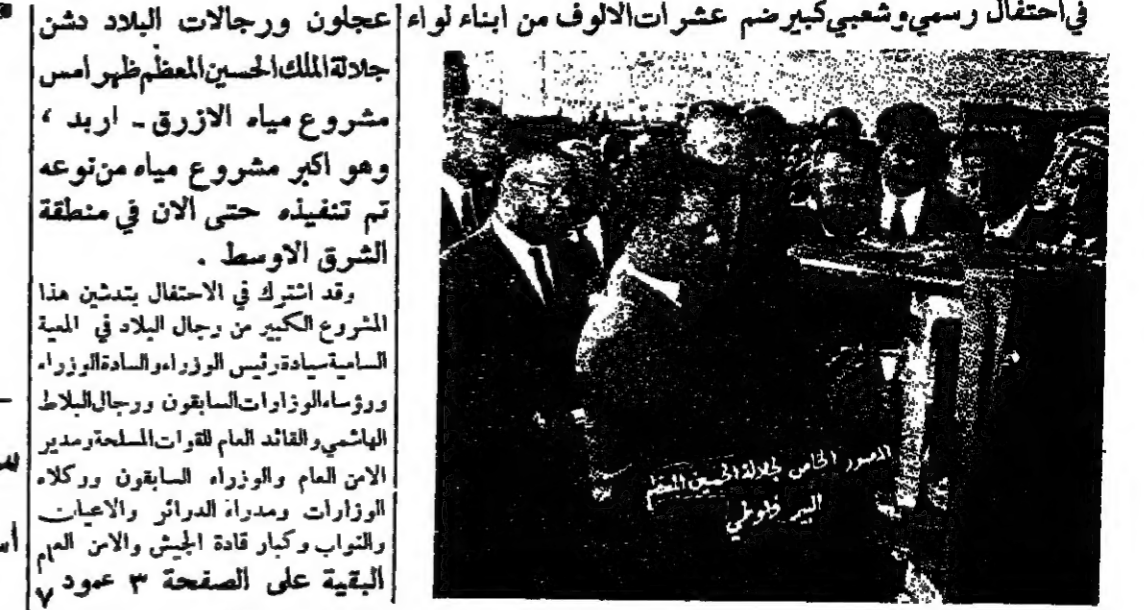 في احتفال رسمي وشعبي كبير ضم عشرات الالوف من ابناء لواء
عجلون ورجالات البلاد دشن
جلالة الملك الحسين المعظم ظهر امس
مشروع مياه الازرق - اربد ،
وهو اكبر مشروع مياه من نوعه
تم تنفيذه حتى الان في منطقة
الشرق الاوسط .
وقد اشترك في الاحتفال بتدشين هذا
المشروع الكبير من رجال البلاد في المعية
السامية سيادة رئيس الوزراء والسادة الوزراء
ورؤساء الوزارات السابقون ورجال البلاط
الهاشمي والقائد العام للقوات المسلحة ومدير
الامن العام والوزراء السابقون ووكلاء
الوزارات ومدراء الدوائر والاعيان
والنواب وكبار قادة الجيش والامن العام
البقية على الصفحة ٣ عمود ٧
المصور الخاص لجلالة الحسين المعظم
البير فلوطي